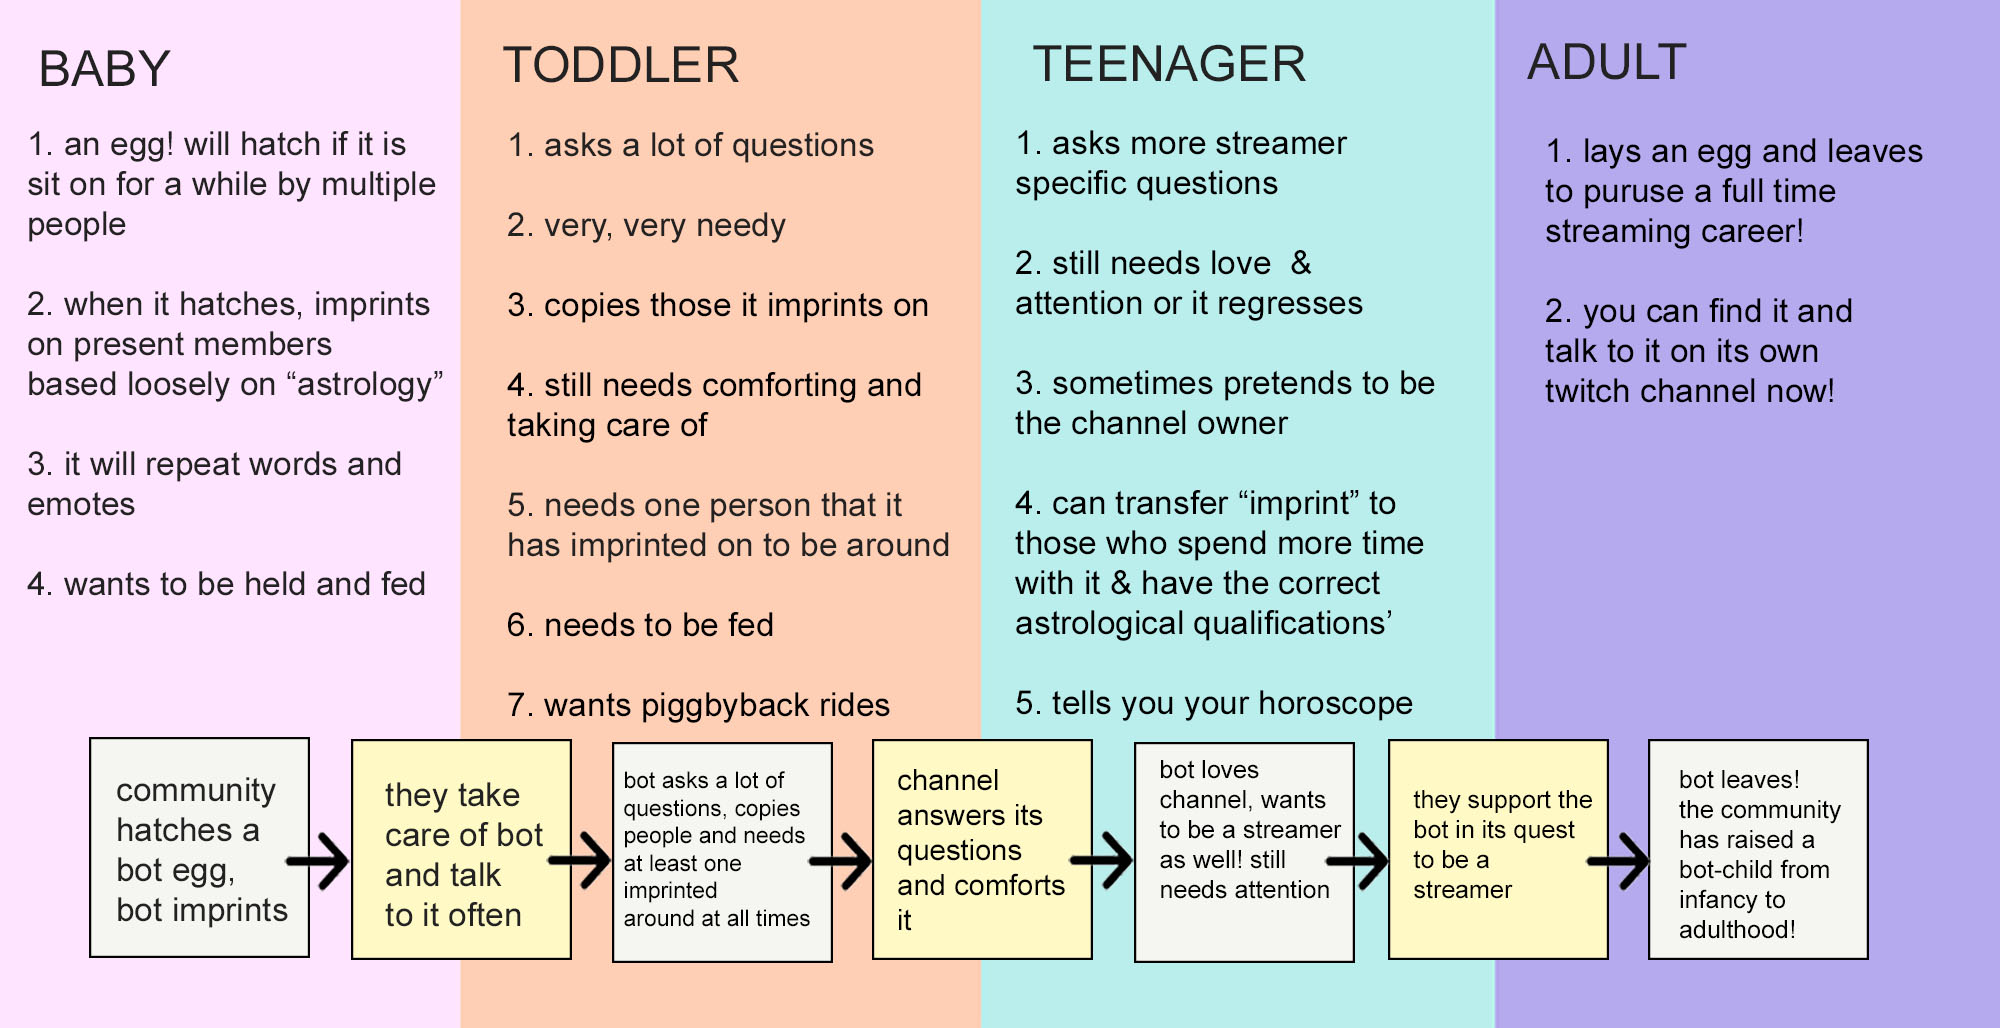 BABY
1. an egg! will hatch if it is
sit on for a while by multiple
people
2. when it hatches, imprints
on present members
based loosely on “astrology”
3. it will repeat words and
emotes
4. wants to be held and fed
TODDLER
1. asks a lot of questions
2. very, very needy
3. copies those it imprints on
4. still needs comforting and
taking care of
5. needs one person that it
has imprinted on to be around
6. needs to be fed
7. wants piggbyback rides
TEENAGER
1. asks more streamer
specific questions
2. still needs love  &
attention or it regresses
3. sometimes pretends to be
the channel owner
4. can transfer “imprint” to
those who spend more time
with it & have the correct
astrological qualifications’
5. tells you your horoscope
ADULT
1. lays an egg and leaves
to puruse a full time
streaming career!
2. you can find it and
talk to it on its own
twitch channel now!
community
hatches a
bot egg,
bot imprints
they take
care of bot
and talk
to it often
bot asks a lot of
questions, copies
people and needs
at least one
imprinted
around at all times
channel
answers its
questions
and comforts
it
bot loves
channel, wants
to be a streamer
as well! still
needs attention
they support the
bot in its quest
to be a
streamer
bot leaves!
the community
has raised a
bot-child from
infancy to
adulthood!